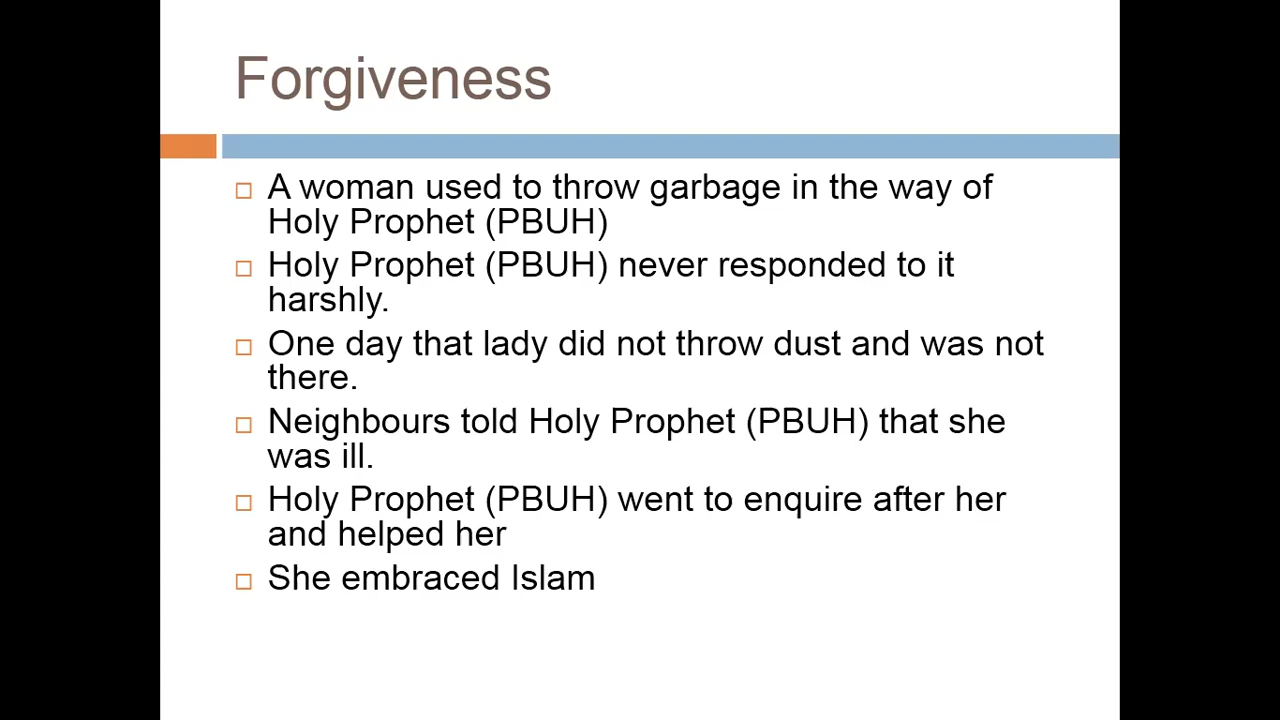 Forgiveness
A woman used to throw garbage in the way of
Holy Prophet (PBUH)
Holy Prophet (PBUH) never responded to it
harshly.
One day that lady did not throw dust and was not
there.
Neighbours told Holy Prophet (PBUH) that she
was ill.
Holy Prophet (PBUH) went to enquire after her
and helped her
She embraced Islam